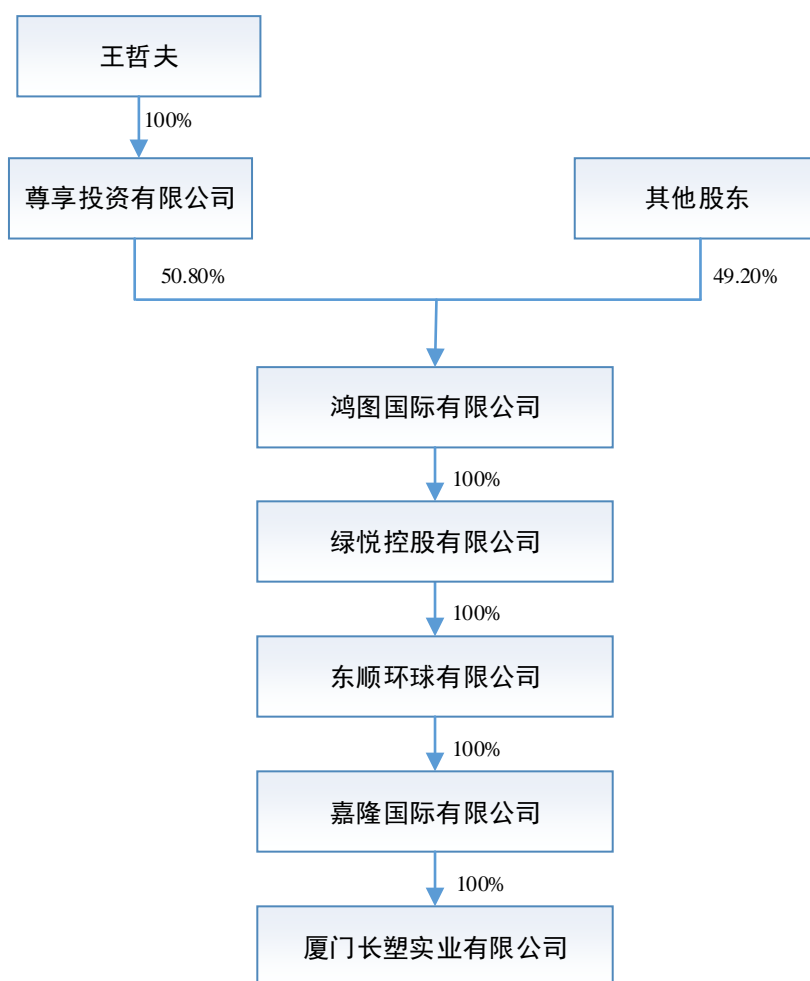 王哲夫
100%
尊享投资有限公司
其他股东
50.80%
49.20%
鸿图国际有限公司
100%
绿悦控股有限公司
100%
东顺环球有限公司
100%
嘉隆国际有限公司
100%
厦门长塑实业有限公司